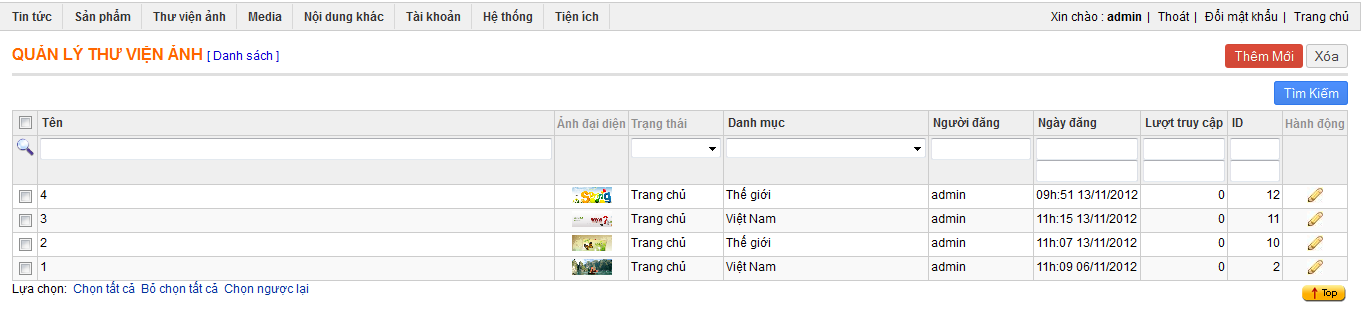 Tin tức Sản phẩm Thư viện ảnh Media Nội dung khác Tài khoản Hệ thống Tiện ích Xin chào : admin | Thoát | Đổi mật khẩu | Trang chủ
QUẢN LÝ THƯ VIỆN ẢNH [ Danh sách ] Thêm Mới Xóa
Tìm Kiếm
Tên Ảnh đại diện Trạng thái Danh mục Người đăng Ngày đăng Lượt truy cập ID Hành động
4 Trang chủ Thế giới admin 09h:51 13/11/2012 0 12
3 Trang chủ Việt Nam admin 11h:15 13/11/2012 0 11
2 Trang chủ Thế giới admin 11h:07 13/11/2012 0 10
1 Trang chủ Việt Nam admin 11h:09 06/11/2012 0 2
Lựa chọn: Chọn tất cả Bỏ chọn tất cả Chọn ngược lại Top